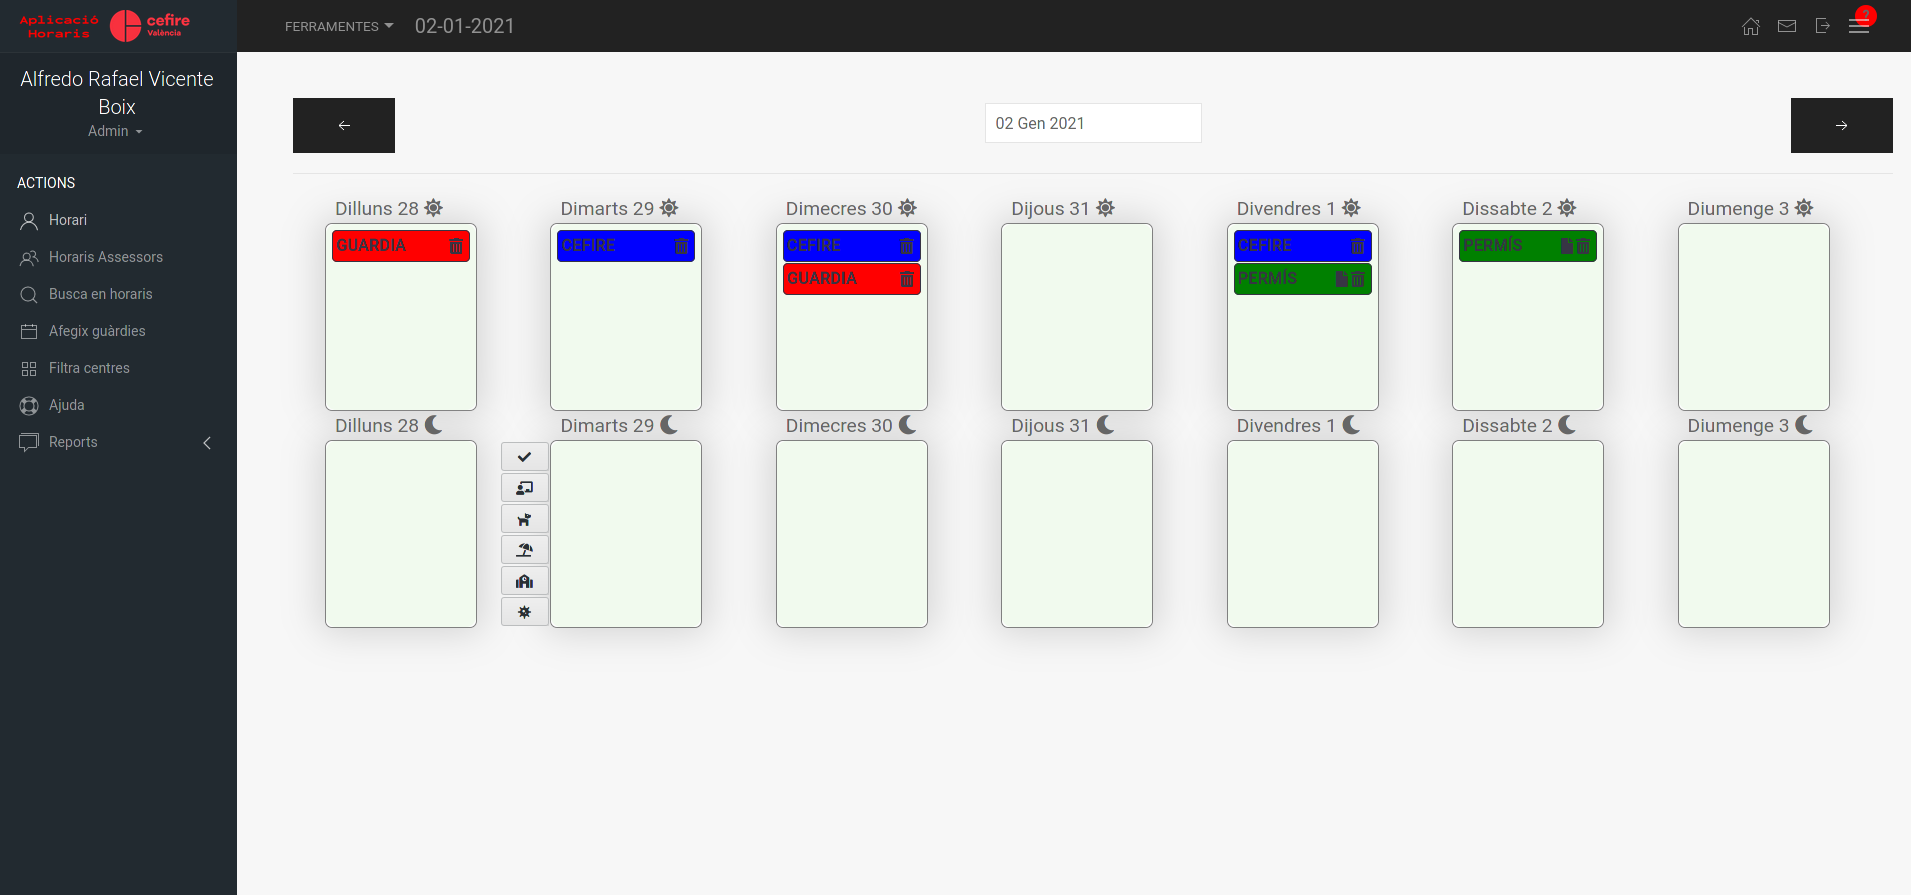 Aplicació
Horaris
cefire
València
FERRAMENTES
02-01-2021
2
Alfredo Rafael Vicente
Boix
Admin
ACTIONS
Horari
Horaris Assessors
Busca en horaris
Afegix guàrdies
Filtra centres
Ajuda
Reports
02 Gen 2021
Dilluns 28
Dimarts 29
Dimecres 30
Dijous 31
Divendres 1
Dissabte 2
Diumenge 3
GUARDIA
CEFIRE
CEFIRE
CEFIRE
PERMÍS
GUARDIA
PERMÍS
Dilluns 28
Dimarts 29
Dimecres 30
Dijous 31
Divendres 1
Dissabte 2
Diumenge 3